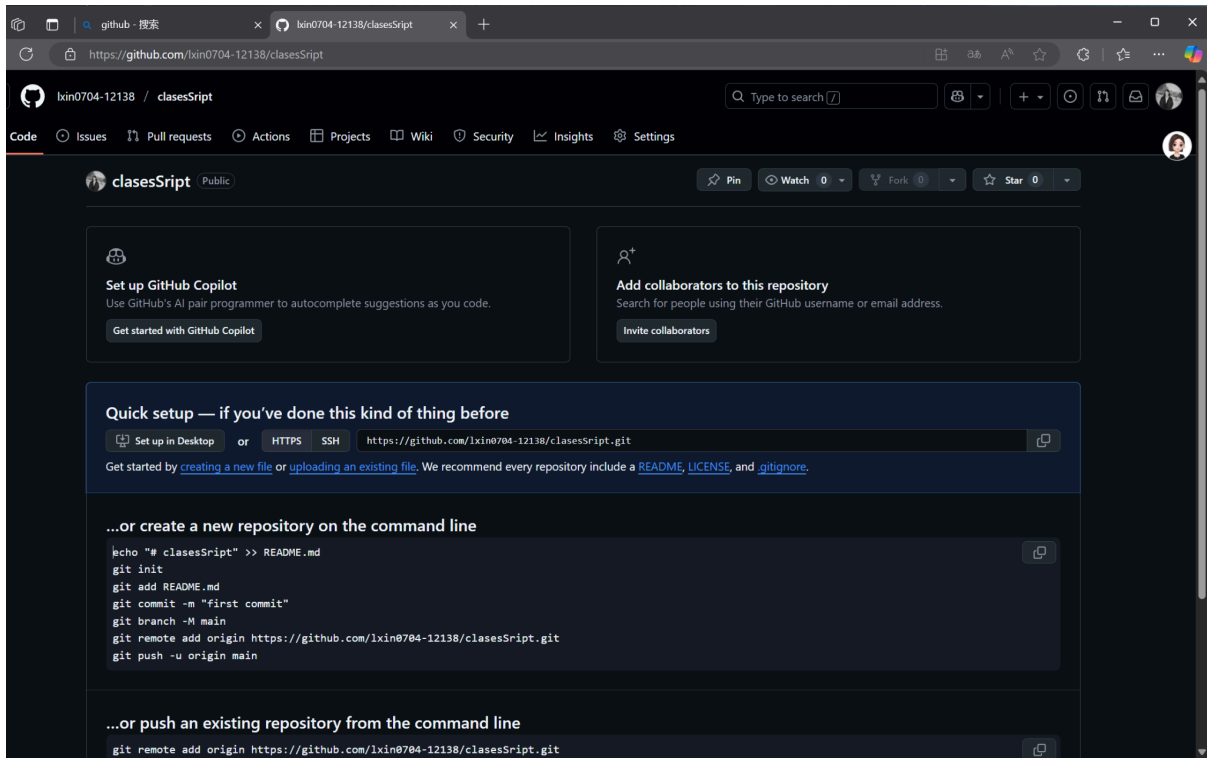 github - 搜索
lxin0704-12138/clasesSript
https://github.com/lxin0704-12138/clasesSript
lxin0704-12138 / clasesSript
Type to search /
Code Issues Pull requests Actions Projects Wiki Security Insights Settings
clasesSript Public
Pin Watch 0 Fork 0 Star 0
Set up GitHub Copilot
Use GitHub's AI pair programmer to autocomplete suggestions as you code.
Get started with GitHub Copilot
Add collaborators to this repository
Search for people using their GitHub username or email address.
Invite collaborators
Quick setup — if you've done this kind of thing before
Set up in Desktop or HTTPS SSH https://github.com/lxin0704-12138/clasesSript.git
Get started by creating a new file or uploading an existing file. We recommend every repository include a README, LICENSE, and .gitignore.
...or create a new repository on the command line
echo "# clasesSript" >> README.md
git init
git add README.md
git commit -m "first commit"
git branch -M main
git remote add origin https://github.com/lxin0704-12138/clasesSript.git
git push -u origin main
...or push an existing repository from the command line
git remote add origin https://github.com/lxin0704-12138/clasesSript.git